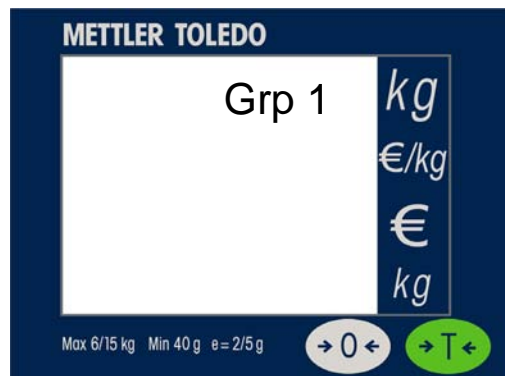 METTLER TOLEDO
Grp 1
kg
€/kg
€
kg
Max 6/15 kg Min 40 g e = 2/5 g
→0← →T←